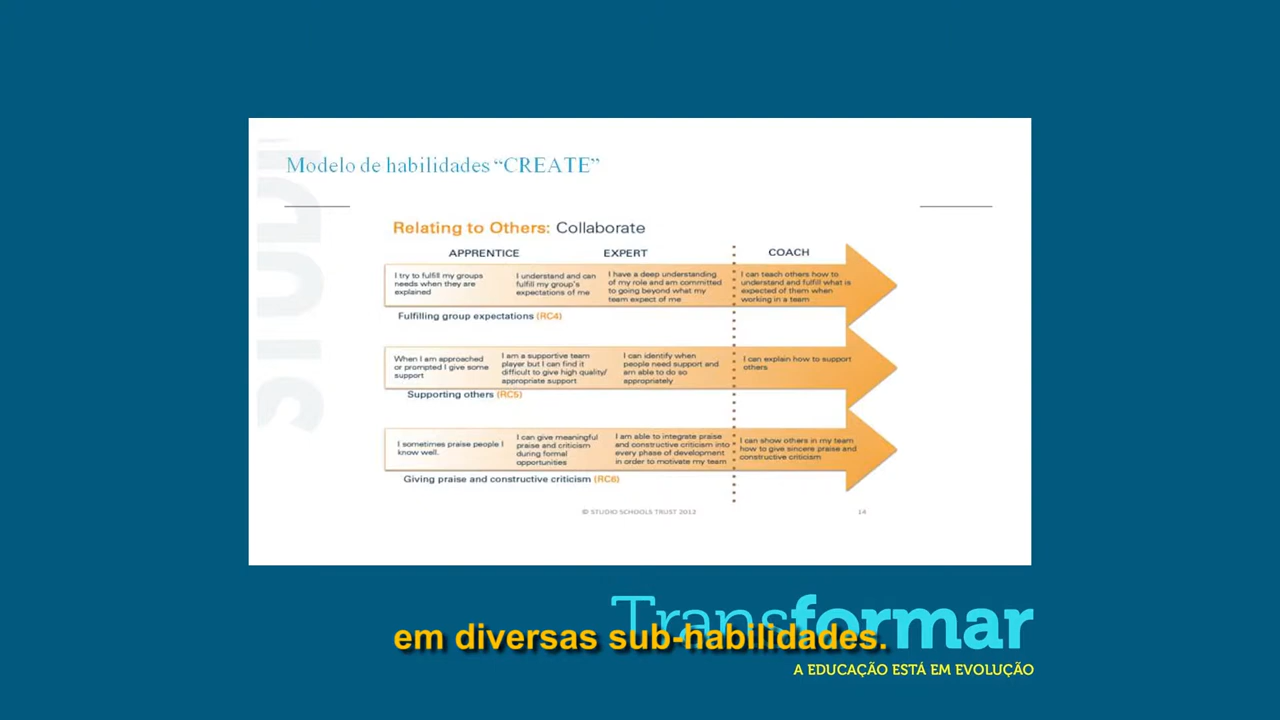 Modelo de habilidades “CREATE”
Relating to Others: Collaborate
APPRENTICE EXPERT COACH
I try to fulfill my groups
needs when they are
explained
I understand and can
fulfill my group's
expectations of me
I have a deep understanding
of my role and am committed
to going beyond what my
team expect of me
I can teach others how to
understand and fulfill what is
expected of them when
working in a team
Fulfilling group expectations (RC4)
When I am approached
or prompted I give some
support
I am a supportive team
player but I can find it
difficult to give high quality/
appropriate support
I can identify when
people need support and
am able to do so
appropriately
I can explain how to support
others
Supporting others (RC5)
I sometimes praise people I
know well.
I can give meaningful
praise and criticism
during formal
opportunities
I am able to integrate praise
and constructive criticism into
every phase of development
in order to motivate my team
I can show others in my team
how to give sincere praise and
constructive criticism
Giving praise and constructive criticism (RC6)
© STUDIO SCHOOLS TRUST 2012 14
Transformar
em diversas sub-habilidades.
A EDUCAÇÃO ESTÁ EM EVOLUÇÃO